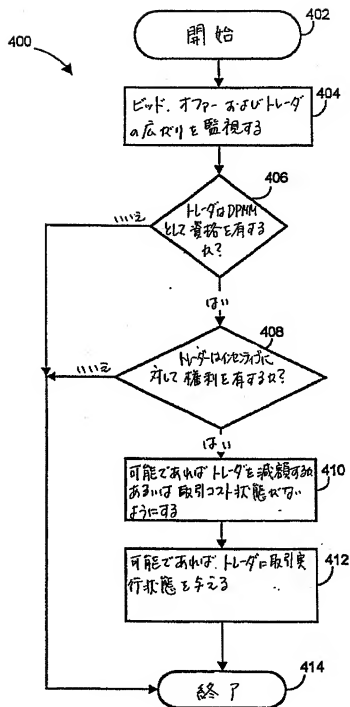 400
402
開始
404
ビッド、オファーおよびトレーダ
の広がりを監視する
406
トレーダはDPMM
として資格を有する
か?
いいえ
はい
408
トレーダーはインセンティブに
対して権利を有するか?
いいえ
はい
410
可能であればトレーダを減額するか
あるいは取引コスト状態がない
ようにする
412
可能であれば、トレーダに取引実
行状態を与える
414
終了